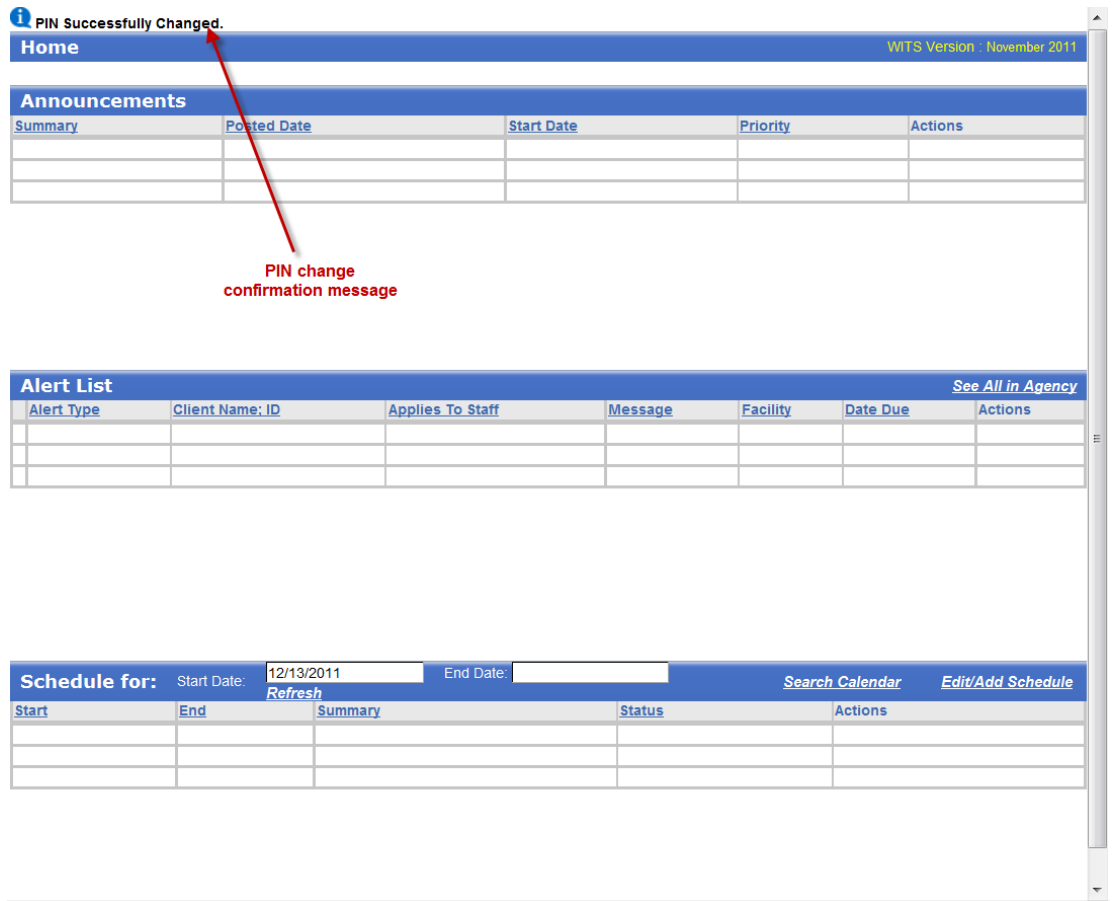 PIN Successfully Changed.
Home WITS Version : November 2011
Announcements
Summary Posted Date Start Date Priority Actions
PIN change
confirmation message
Alert List See All in Agency
Alert Type Client Name; ID Applies To Staff Message Facility Date Due Actions
Schedule for: Start Date: 12/13/2011 End Date: Search Calendar Edit/Add Schedule
Refresh
Start End Summary Status Actions